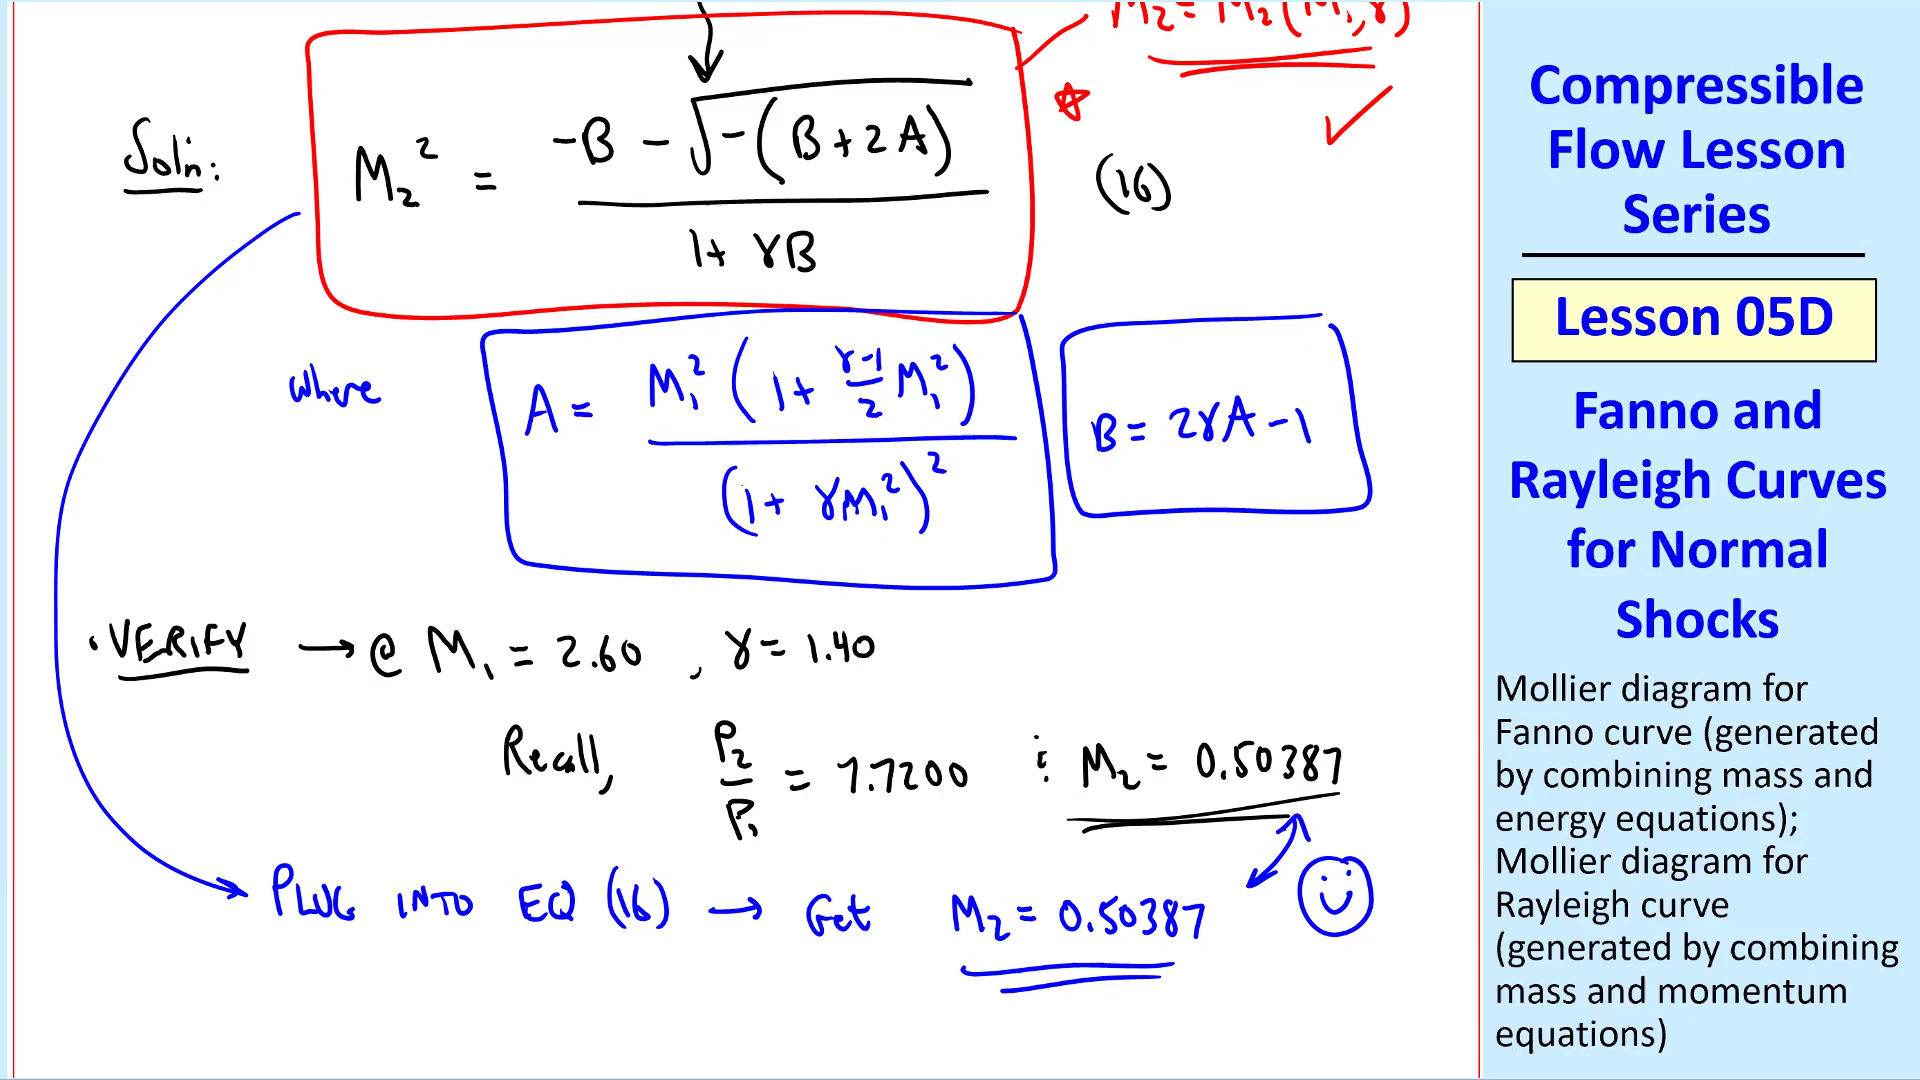 M₂ = M₂(M₁, γ)
Soln: M₂² = (-B - √(-(B + 2A))) / (1 + γB) (16)
where A = M₁²(1 + (γ-1)/2 M₁²) / (1 + γM₁²)² B = 2γA - 1
• VERIFY → @ M₁ = 2.60 , γ = 1.40
Recall, P₂/P₁ = 7.7200 & M₂ = 0.50387
PLUG INTO EQ (16) → Get M₂ = 0.50387
Compressible
Flow Lesson
Series
Lesson 05D
Fanno and
Rayleigh Curves
for Normal
Shocks
Mollier diagram for
Fanno curve (generated
by combining mass and
energy equations);
Mollier diagram for
Rayleigh curve
(generated by combining
mass and momentum
equations)